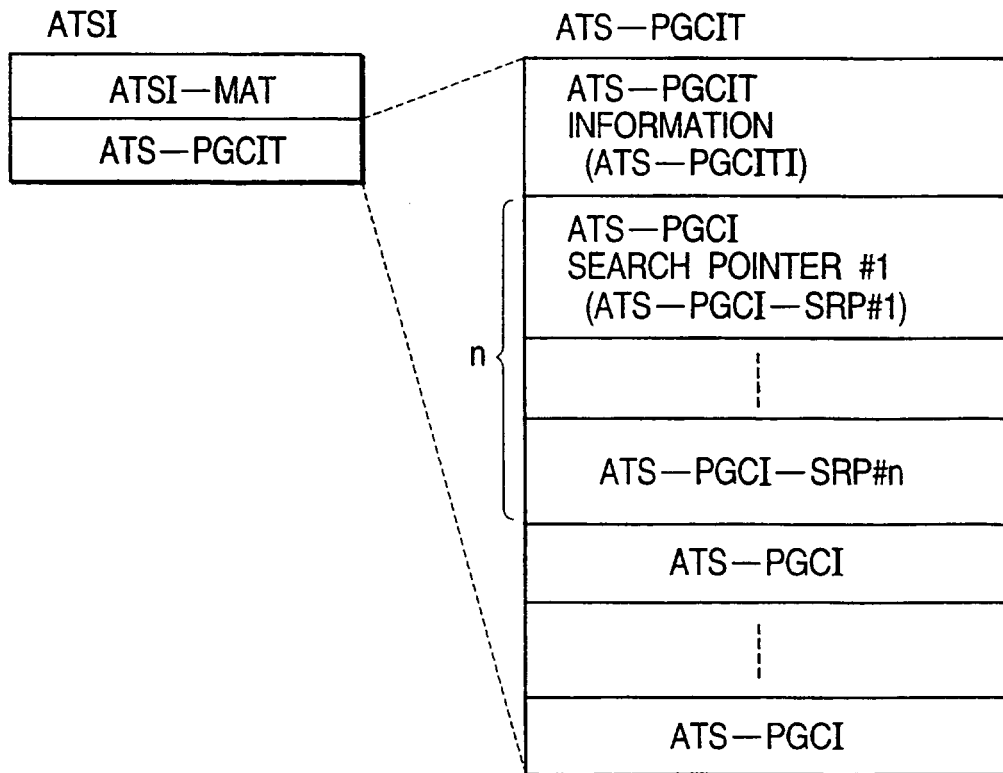 ATSI
ATSI—MAT
ATS—PGCIT
ATS—PGCIT
ATS—PGCIT
INFORMATION
(ATS—PGCITI)
ATS—PGCI
SEARCH POINTER #1
(ATS—PGCI—SRP#1)
n
ATS—PGCI—SRP#n
ATS—PGCI
ATS—PGCI